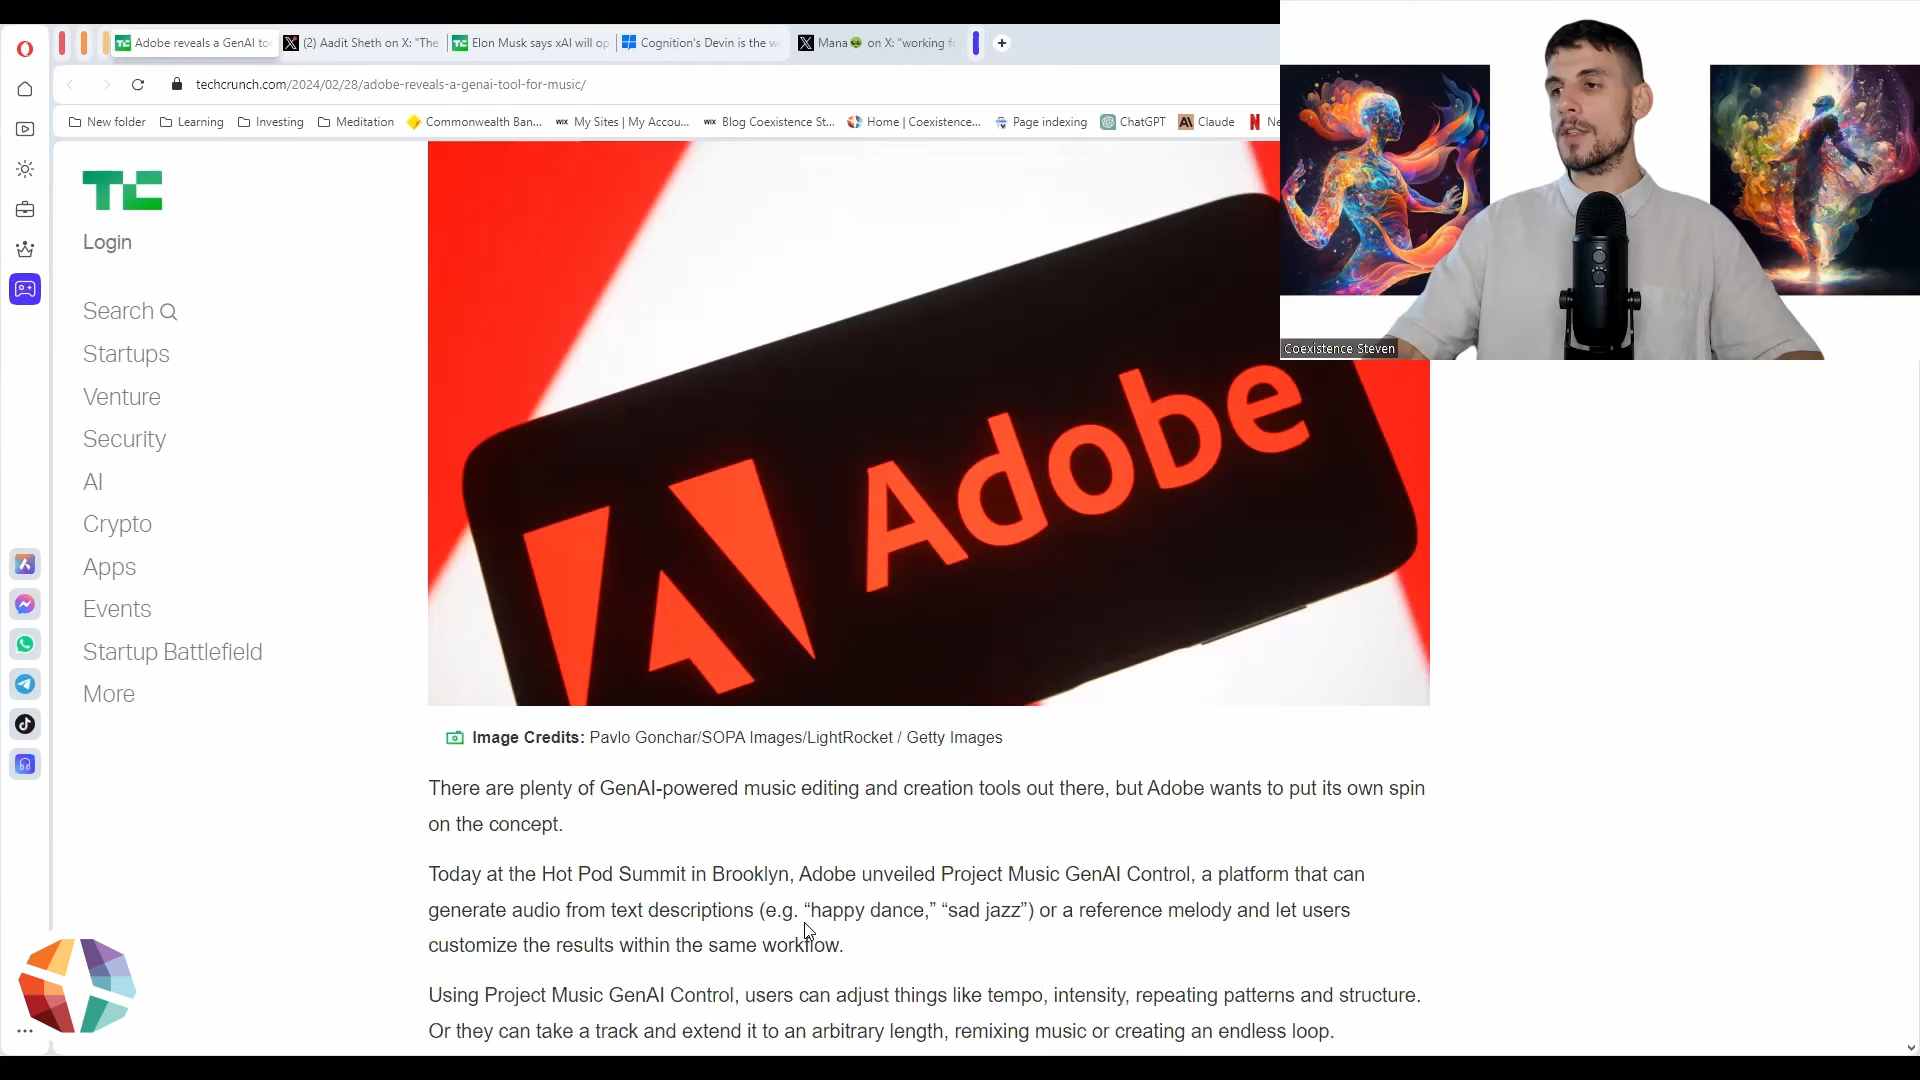 Adobe reveals a GenAI to
(2) Aadit Sheth on X: "The
Elon Musk says xAI will op
Cognition's Devin is the w
Mana on X: "working fo
techcrunch.com/2024/02/28/adobe-reveals-a-genai-tool-for-music/
New folder
Learning
Investing
Meditation
Commonwealth Ban...
WIX My Sites | My Accou...
WIX Blog Coexistence St...
Home | Coexistence...
Page indexing
ChatGPT
A\ Claude
N Ne
TC
Login
Search
Startups
Venture
Security
AI
Crypto
Apps
Events
Startup Battlefield
More
Adobe
Coexistence Steven
Image Credits: Pavlo Gonchar/SOPA Images/LightRocket / Getty Images
There are plenty of GenAI-powered music editing and creation tools out there, but Adobe wants to put its own spin
on the concept.
Today at the Hot Pod Summit in Brooklyn, Adobe unveiled Project Music GenAI Control, a platform that can
generate audio from text descriptions (e.g. “happy dance,” “sad jazz”) or a reference melody and let users
customize the results within the same workflow.
Using Project Music GenAI Control, users can adjust things like tempo, intensity, repeating patterns and structure.
Or they can take a track and extend it to an arbitrary length, remixing music or creating an endless loop.